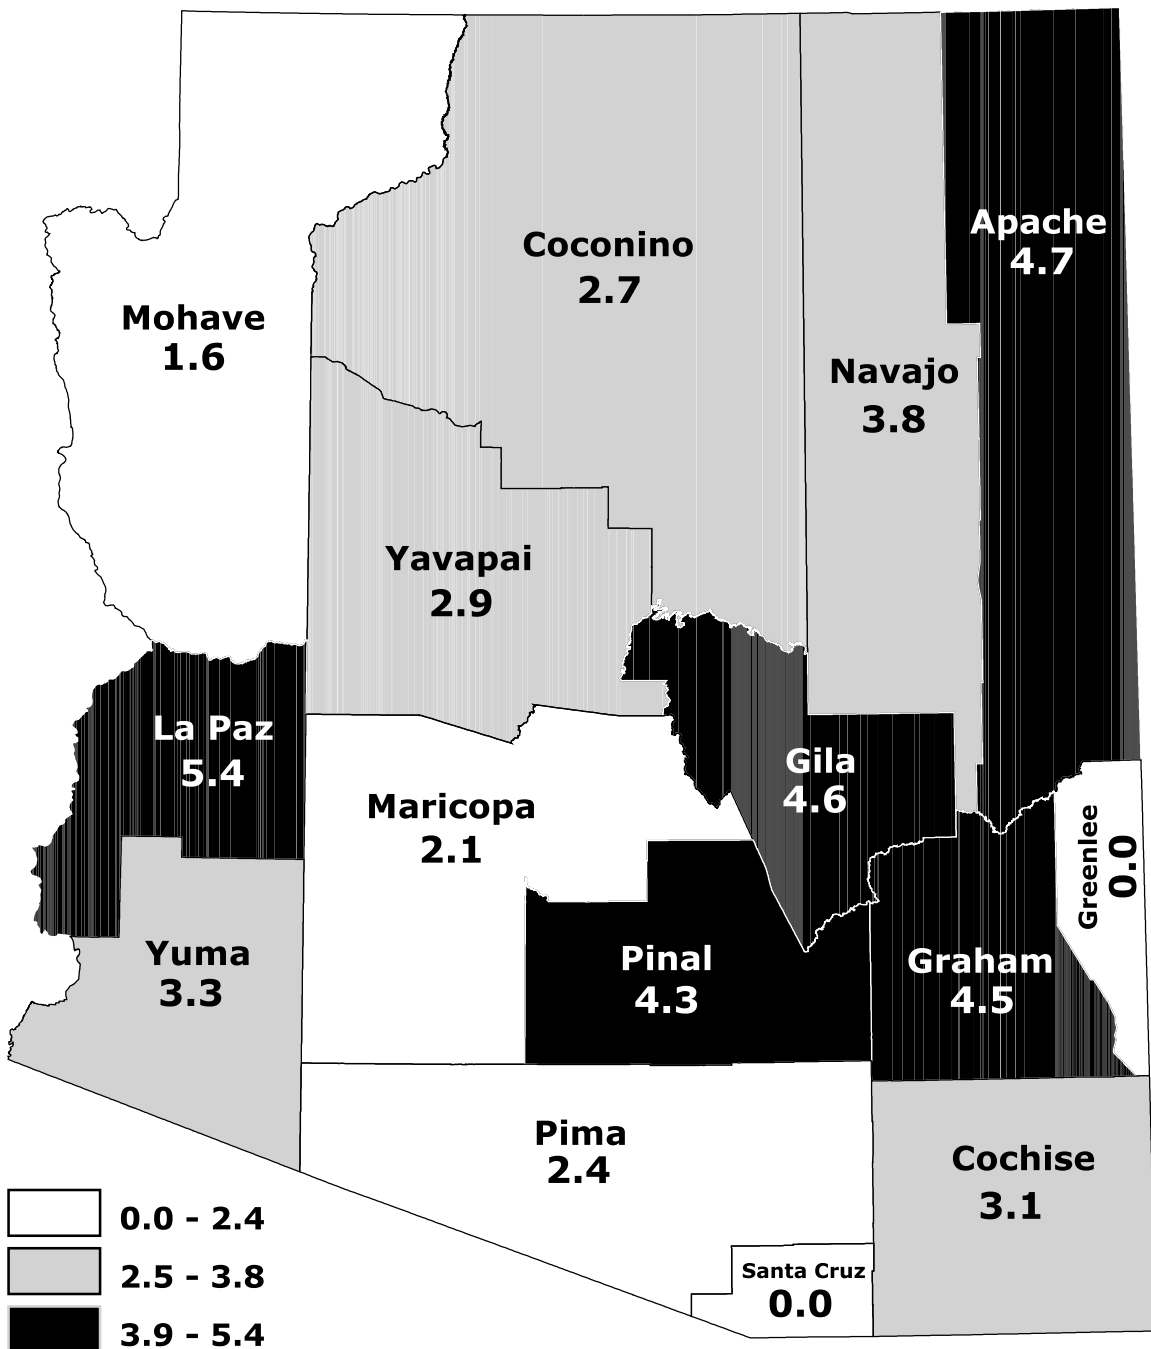 Apache
4.7
Coconino
2.7
Mohave
1.6
Navajo
3.8
Yavapai
2.9
La Paz
5.4
Gila
4.6
Maricopa
2.1
Greenlee
0.0
Yuma
3.3
Pinal
4.3
Graham
4.5
Pima
2.4
Cochise
3.1
Santa Cruz
0.0
0.0 - 2.4
2.5 - 3.8
3.9 - 5.4